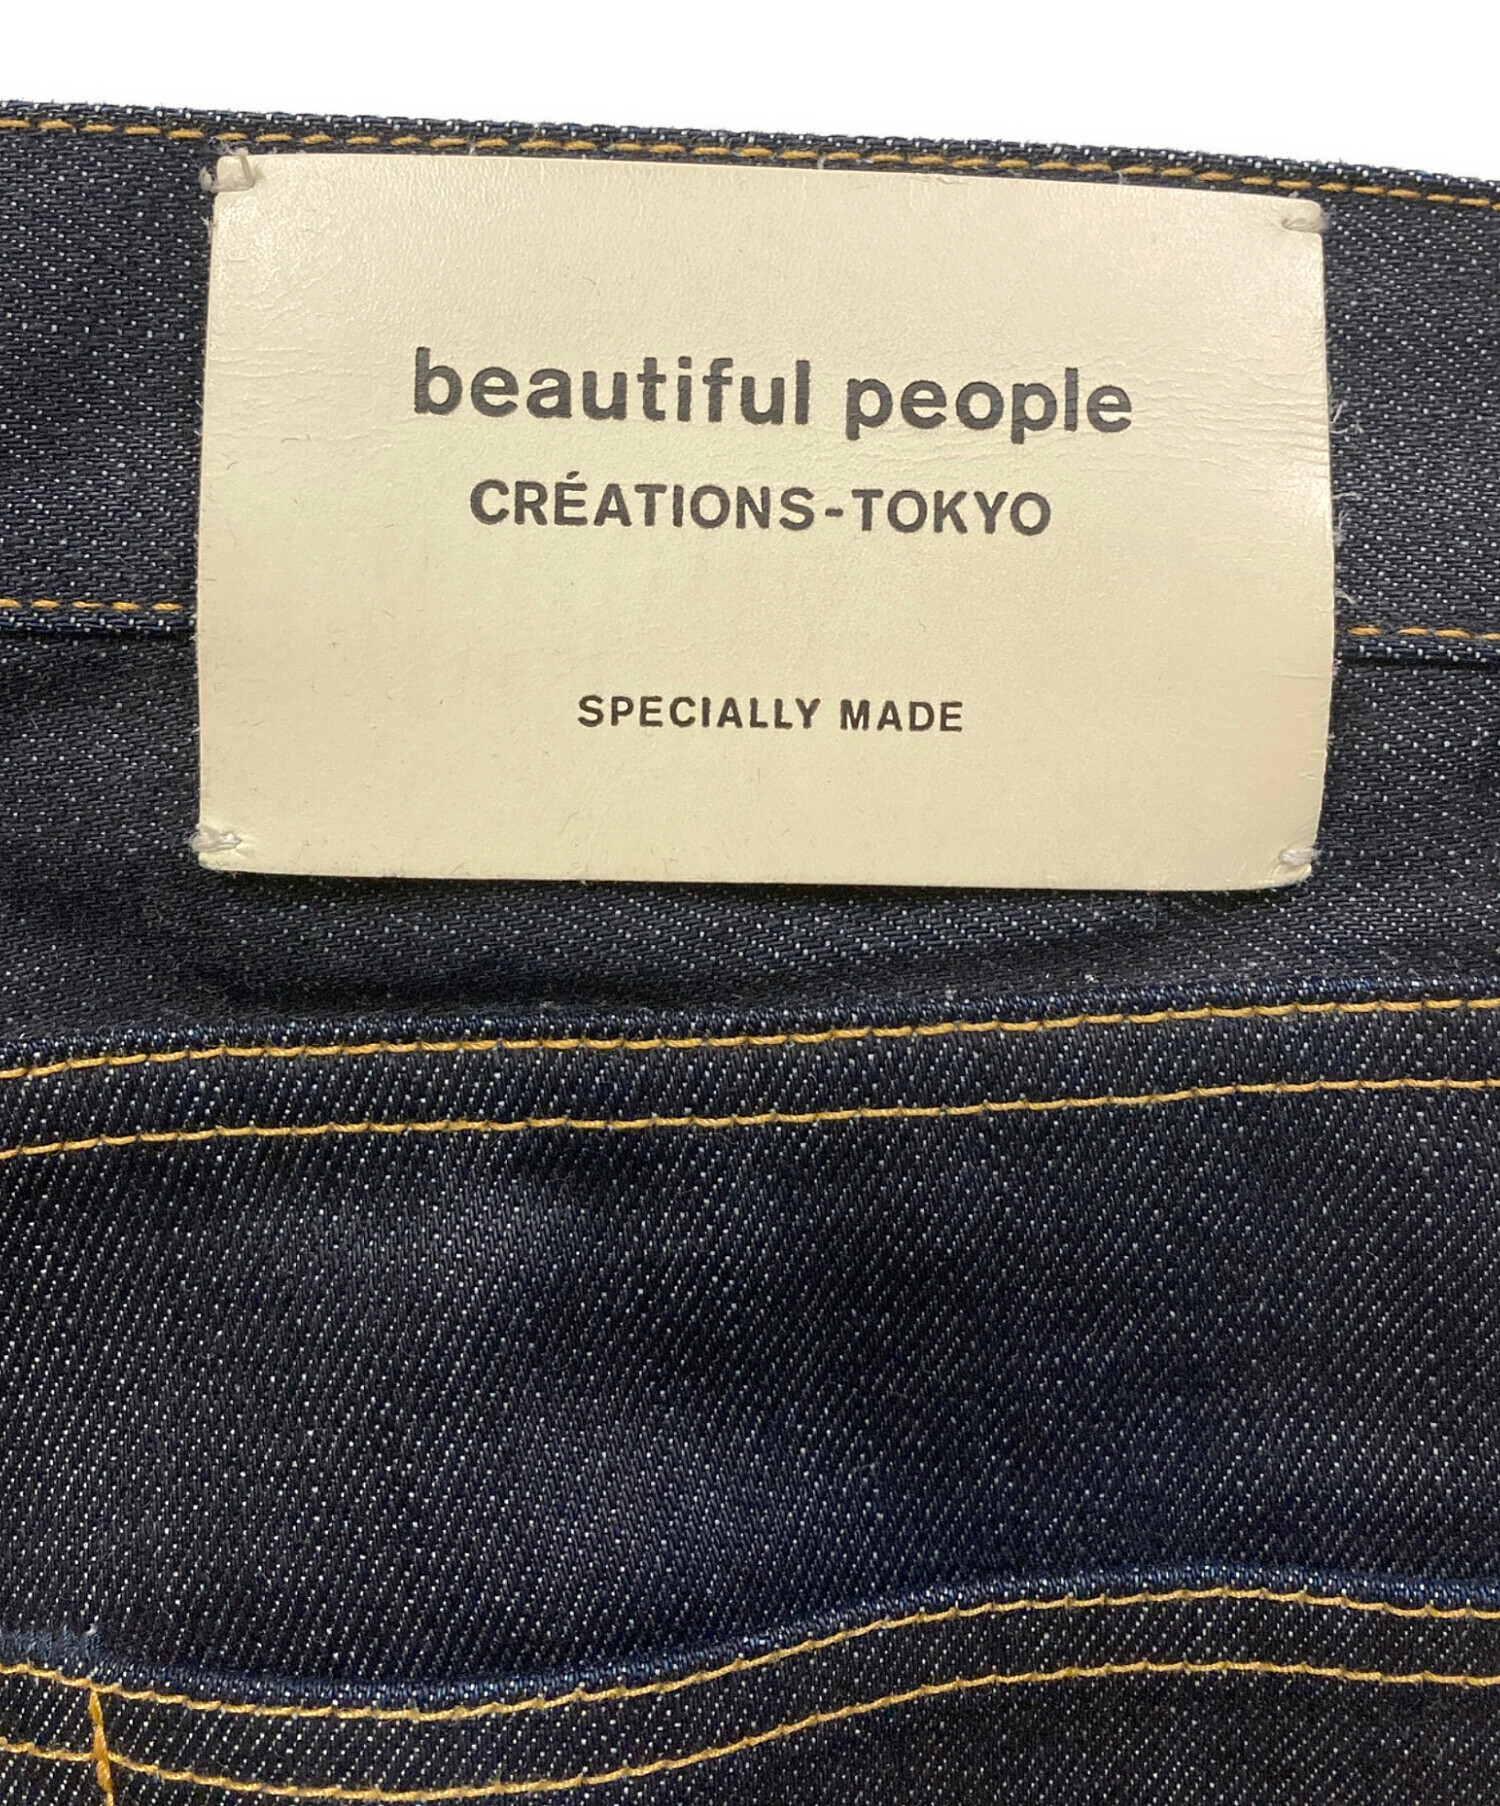 beautiful people
CRÉATIONS-TOKYO
SPECIALLY MADE